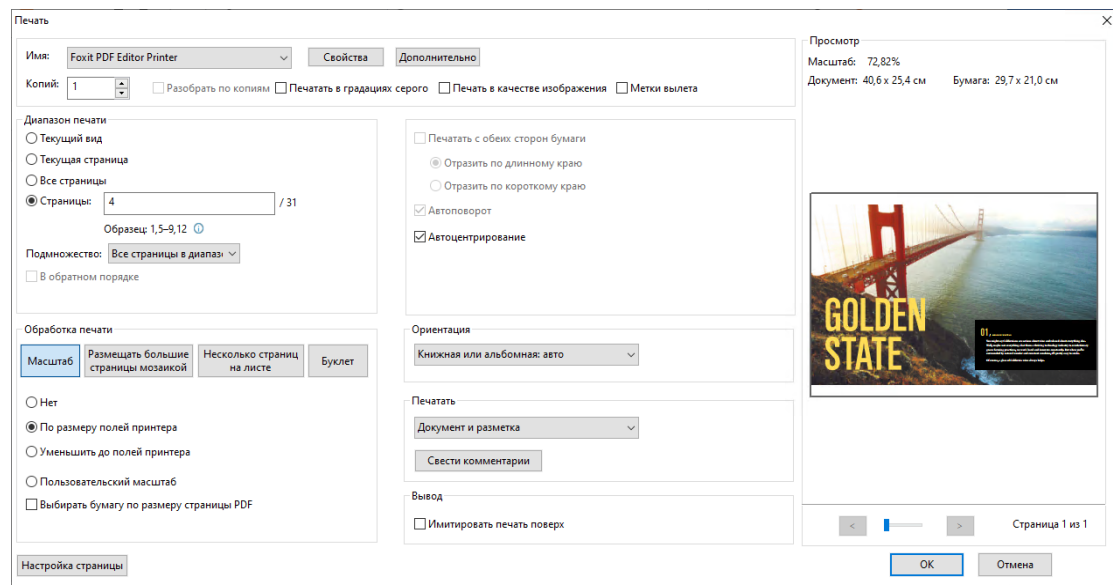 Печать
Имя: Foxit PDF Editor Printer Свойства Дополнительно
Копий: 1 Разобрать по копиям Печатать в градациях серого Печать в качестве изображения Метки вылета
Диапазон печати
Текущий вид
Текущая страница
Все страницы
Страницы: 4 / 31
Образец: 1,5–9,12
Подмножество: Все страницы в диапаз
В обратном порядке
Печатать с обеих сторон бумаги
Отразить по длинному краю
Отразить по короткому краю
Автоповорот
Автоцентрирование
Обработка печати
Масштаб
Размещать большие
страницы мозаикой
Несколько страниц
на листе
Буклет
Нет
По размеру полей принтера
Уменьшить до полей принтера
Пользовательский масштаб
Выбирать бумагу по размеру страницы PDF
Ориентация
Книжная или альбомная: авто
Печатать
Документ и разметка
Свести комментарии
Вывод
Имитировать печать поверх
Просмотр
Масштаб: 72,82%
Документ: 40,6 x 25,4 см Бумага: 29,7 x 21,0 см
GOLDEN
STATE
01
< > Страница 1 из 1
Настройка страницы
OK Отмена